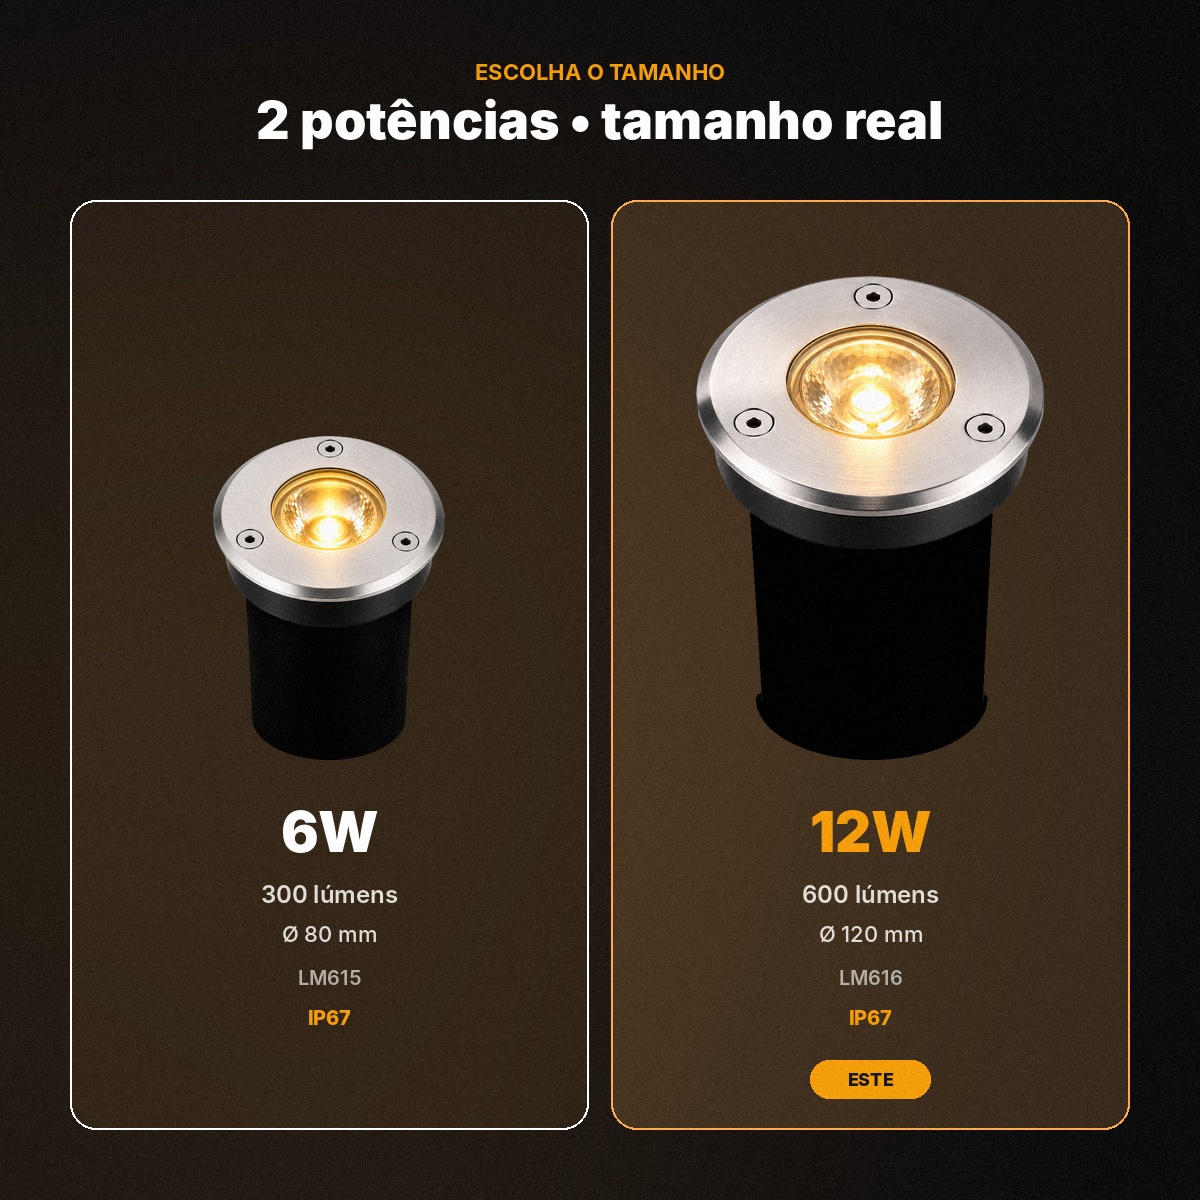 ESCOLHA O TAMANHO
2 potências • tamanho real
6W
300 lúmens
Ø 80 mm
LM615
IP67
12W
600 lúmens
Ø 120 mm
LM616
IP67
ESTE